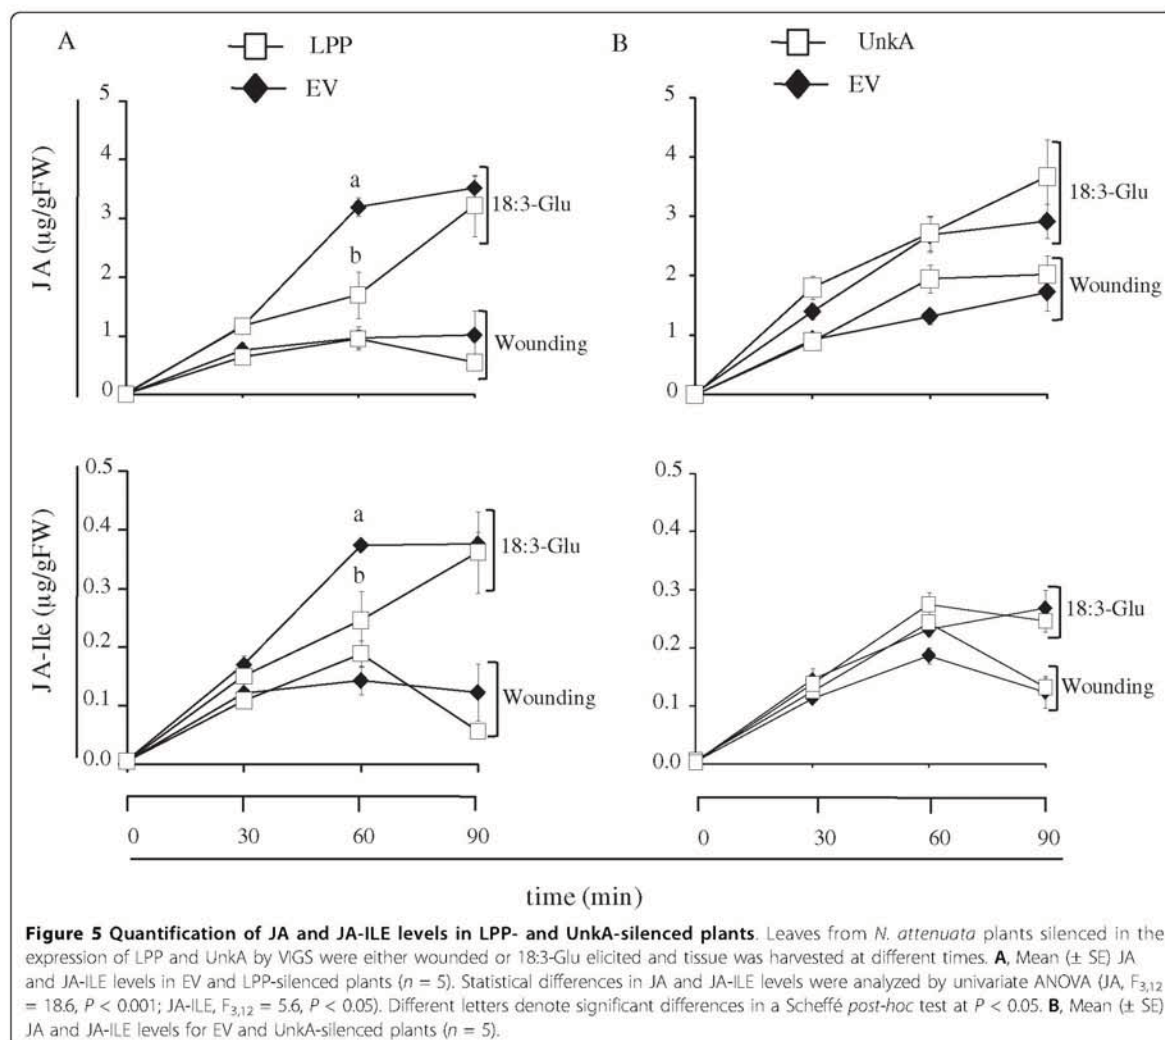 A
LPP
EV
B
UnkA
EV
JA (µg/gFW)
5
4
3
2
1
0
a
b
18:3-Glu
Wounding
5
4
3
2
1
0
18:3-Glu
Wounding
JA-Ile (µg/gFW)
0.5
0.4
0.3
0.2
0.1
0.0
a
b
18:3-Glu
Wounding
0.5
0.4
0.3
0.2
0.1
0.0
18:3-Glu
Wounding
0 30 60 90
0 30 60 90
time (min)
Figure 5 Quantification of JA and JA-ILE levels in LPP- and UnkA-silenced plants. Leaves from N. attenuata plants silenced in the
expression of LPP and UnkA by VIGS were either wounded or 18:3-Glu elicited and tissue was harvested at different times. A, Mean (± SE) JA
and JA-ILE levels in EV and LPP-silenced plants (n = 5). Statistical differences in JA and JA-ILE levels were analyzed by univariate ANOVA (JA, F3,12
= 18.6, P < 0.001; JA-ILE, F3,12 = 5.6, P < 0.05). Different letters denote significant differences in a Scheffé post-hoc test at P < 0.05. B, Mean (± SE)
JA and JA-ILE levels for EV and UnkA-silenced plants (n = 5).